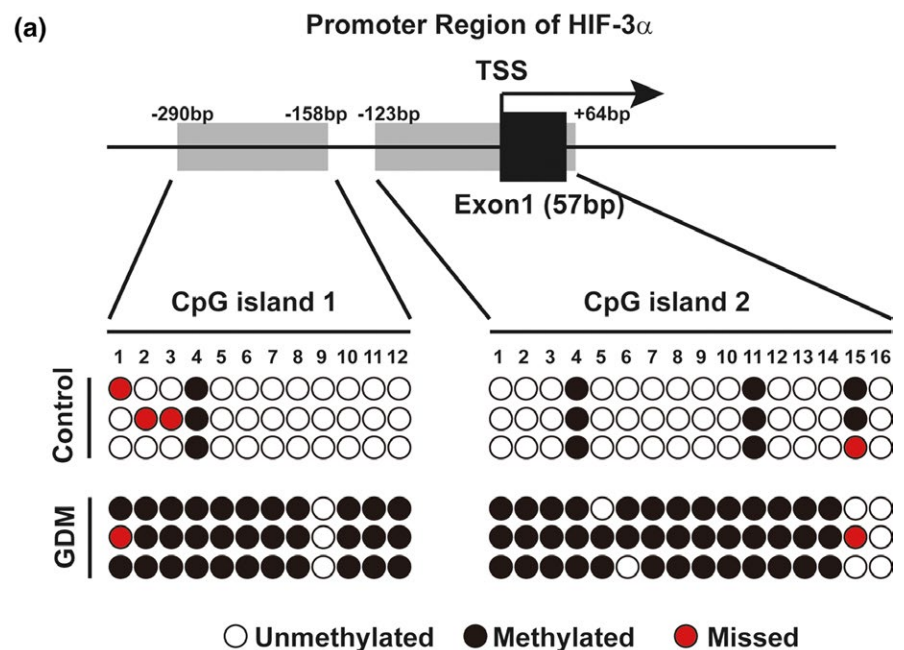 (a)
Promoter Region of HIF-3α
TSS
-290bp -158bp -123bp +64bp
Exon1 (57bp)
CpG island 1 CpG island 2
1 2 3 4 5 6 7 8 9 10 11 12 1 2 3 4 5 6 7 8 9 10 11 12 13 14 15 16
Control
GDM
Unmethylated Methylated Missed